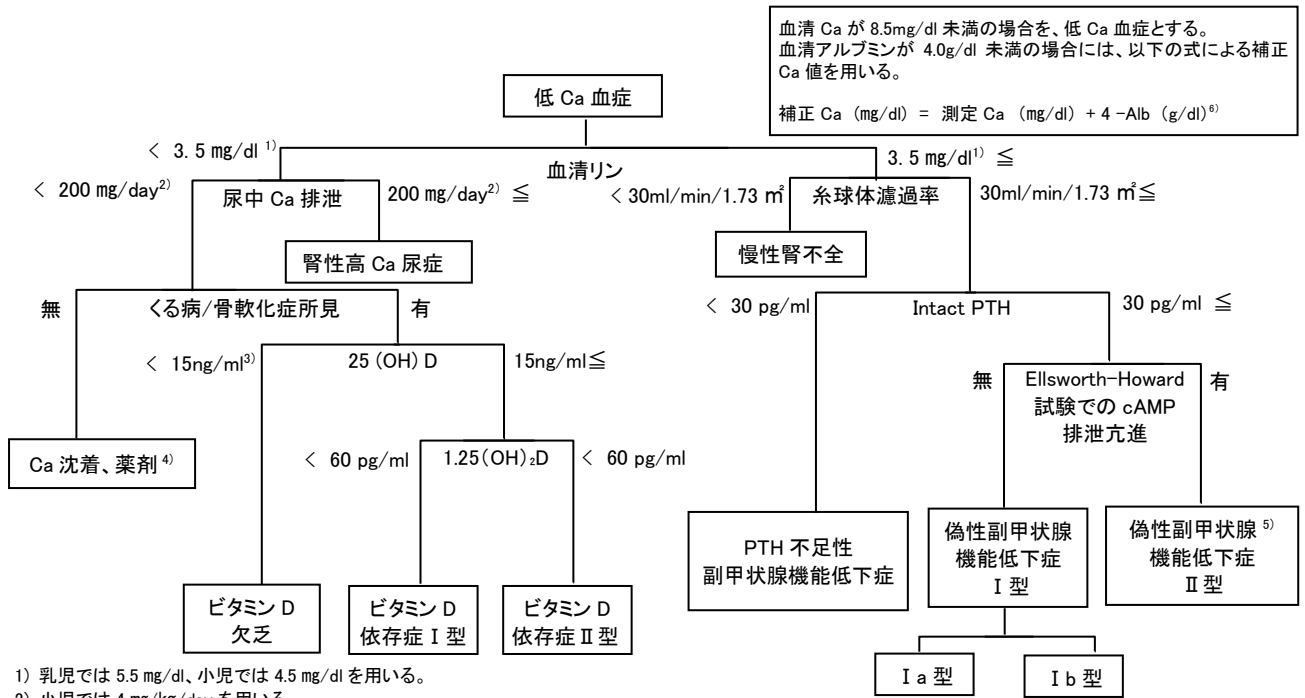 血清 Ca が 8.5mg/dl 未満の場合を、低 Ca 血症とする。
血清アルブミンが 4.0g/dl 未満の場合には、以下の式による補正
Ca 値を用いる。
補正 Ca (mg/dl) = 測定 Ca (mg/dl) + 4 -Alb (g/dl)⁶⁾
低 Ca 血症
< 3.5 mg/dl ¹⁾
血清リン
3.5 mg/dl¹⁾ ≦
< 200 mg/day²⁾
尿中 Ca 排泄
200 mg/day²⁾ ≦
< 30ml/min/1.73 ㎡
糸球体濾過率
30ml/min/1.73 ㎡≦
腎性高 Ca 尿症
慢性腎不全
無
くる病/骨軟化症所見
有
< 30 pg/ml
Intact PTH
30 pg/ml ≦
< 15ng/ml³⁾
25 (OH) D
15ng/ml≦
無
Ellsworth-Howard
試験での cAMP
排泄亢進
有
Ca 沈着、薬剤 ⁴⁾
< 60 pg/ml
1.25(OH)₂D
< 60 pg/ml
PTH 不足性
副甲状腺機能低下症
偽性副甲状腺
機能低下症
Ⅰ 型
偽性副甲状腺 ⁵⁾
機能低下症
Ⅱ 型
ビタミン D
欠乏
ビタミン D
依存症 Ⅰ 型
ビタミン D
依存症 Ⅱ 型
Ⅰa 型
Ⅰb 型
1) 乳児では 5.5 mg/dl、小児では 4.5 mg/dl を用いる。